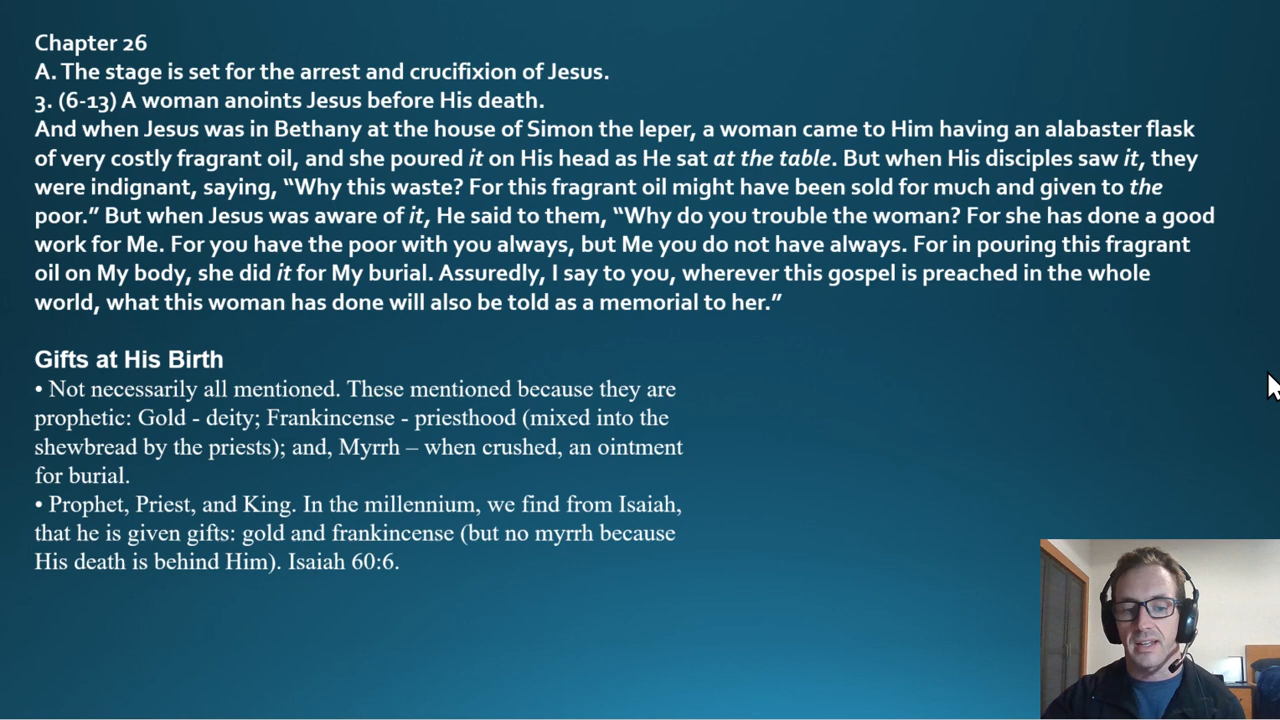 Chapter 26
A. The stage is set for the arrest and crucifixion of Jesus.
3. (6-13) A woman anoints Jesus before His death.
And when Jesus was in Bethany at the house of Simon the leper, a woman came to Him having an alabaster flask
of very costly fragrant oil, and she poured it on His head as He sat at the table. But when His disciples saw it, they
were indignant, saying, “Why this waste? For this fragrant oil might have been sold for much and given to the
poor.” But when Jesus was aware of it, He said to them, “Why do you trouble the woman? For she has done a good
work for Me. For you have the poor with you always, but Me you do not have always. For in pouring this fragrant
oil on My body, she did it for My burial. Assuredly, I say to you, wherever this gospel is preached in the whole
world, what this woman has done will also be told as a memorial to her.”
Gifts at His Birth
• Not necessarily all mentioned. These mentioned because they are
prophetic: Gold - deity; Frankincense - priesthood (mixed into the
shewbread by the priests); and, Myrrh – when crushed, an ointment
for burial.
• Prophet, Priest, and King. In the millennium, we find from Isaiah,
that he is given gifts: gold and frankincense (but no myrrh because
His death is behind Him). Isaiah 60:6.